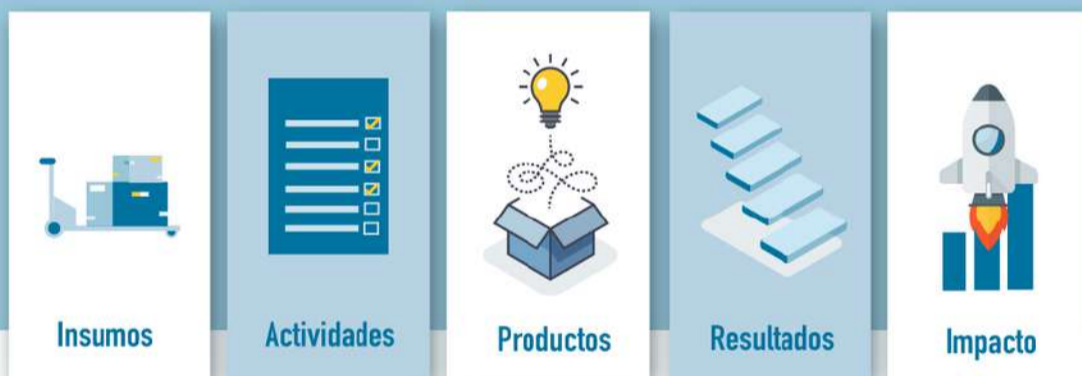 Insumos
Actividades
Productos
Resultados
Impacto